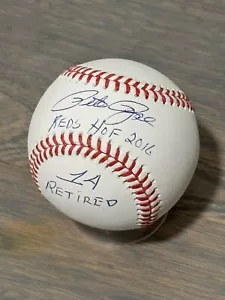 Pete Rose
REDS HOF 2016
14
RETIRED